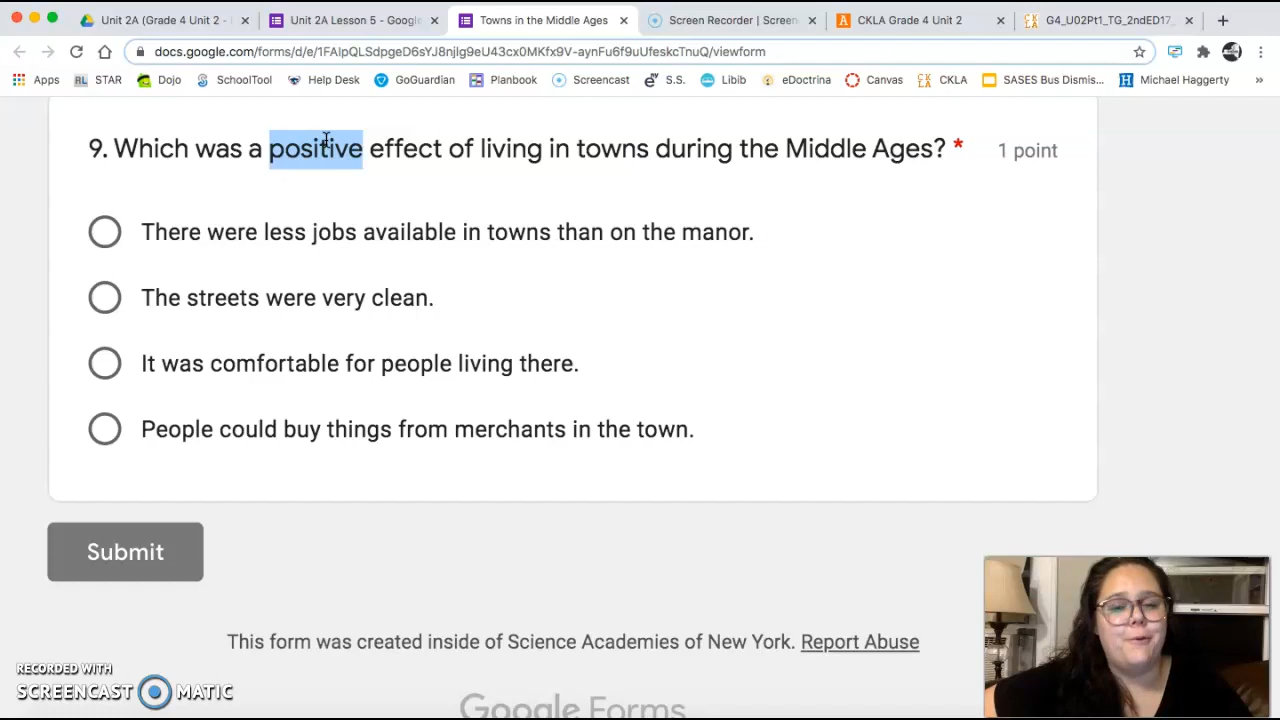 Unit 2A (Grade 4 Unit 2 -
Unit 2A Lesson 5 - Google
Towns in the Middle Ages
Screen Recorder | Screen
CKLA Grade 4 Unit 2
G4_U02Pt1_TG_2ndED17_
docs.google.com/forms/d/e/1FAIpQLSdpgeD6sYJ8njIg9eU43cx0MKfx9V-aynFu6f9uUfeskcTnuQ/viewform
Apps
RL STAR
Dojo
SchoolTool
Help Desk
GoGuardian
Planbook
Screencast
S.S.
Libib
eDoctrina
Canvas
CKLA
SASES Bus Dismis...
Michael Haggerty
»
9. Which was a positive effect of living in towns during the Middle Ages? *
1 point
There were less jobs available in towns than on the manor.
The streets were very clean.
It was comfortable for people living there.
People could buy things from merchants in the town.
Submit
This form was created inside of Science Academies of New York. Report Abuse
Google Forms
RECORDED WITH
SCREENCAST MATIC